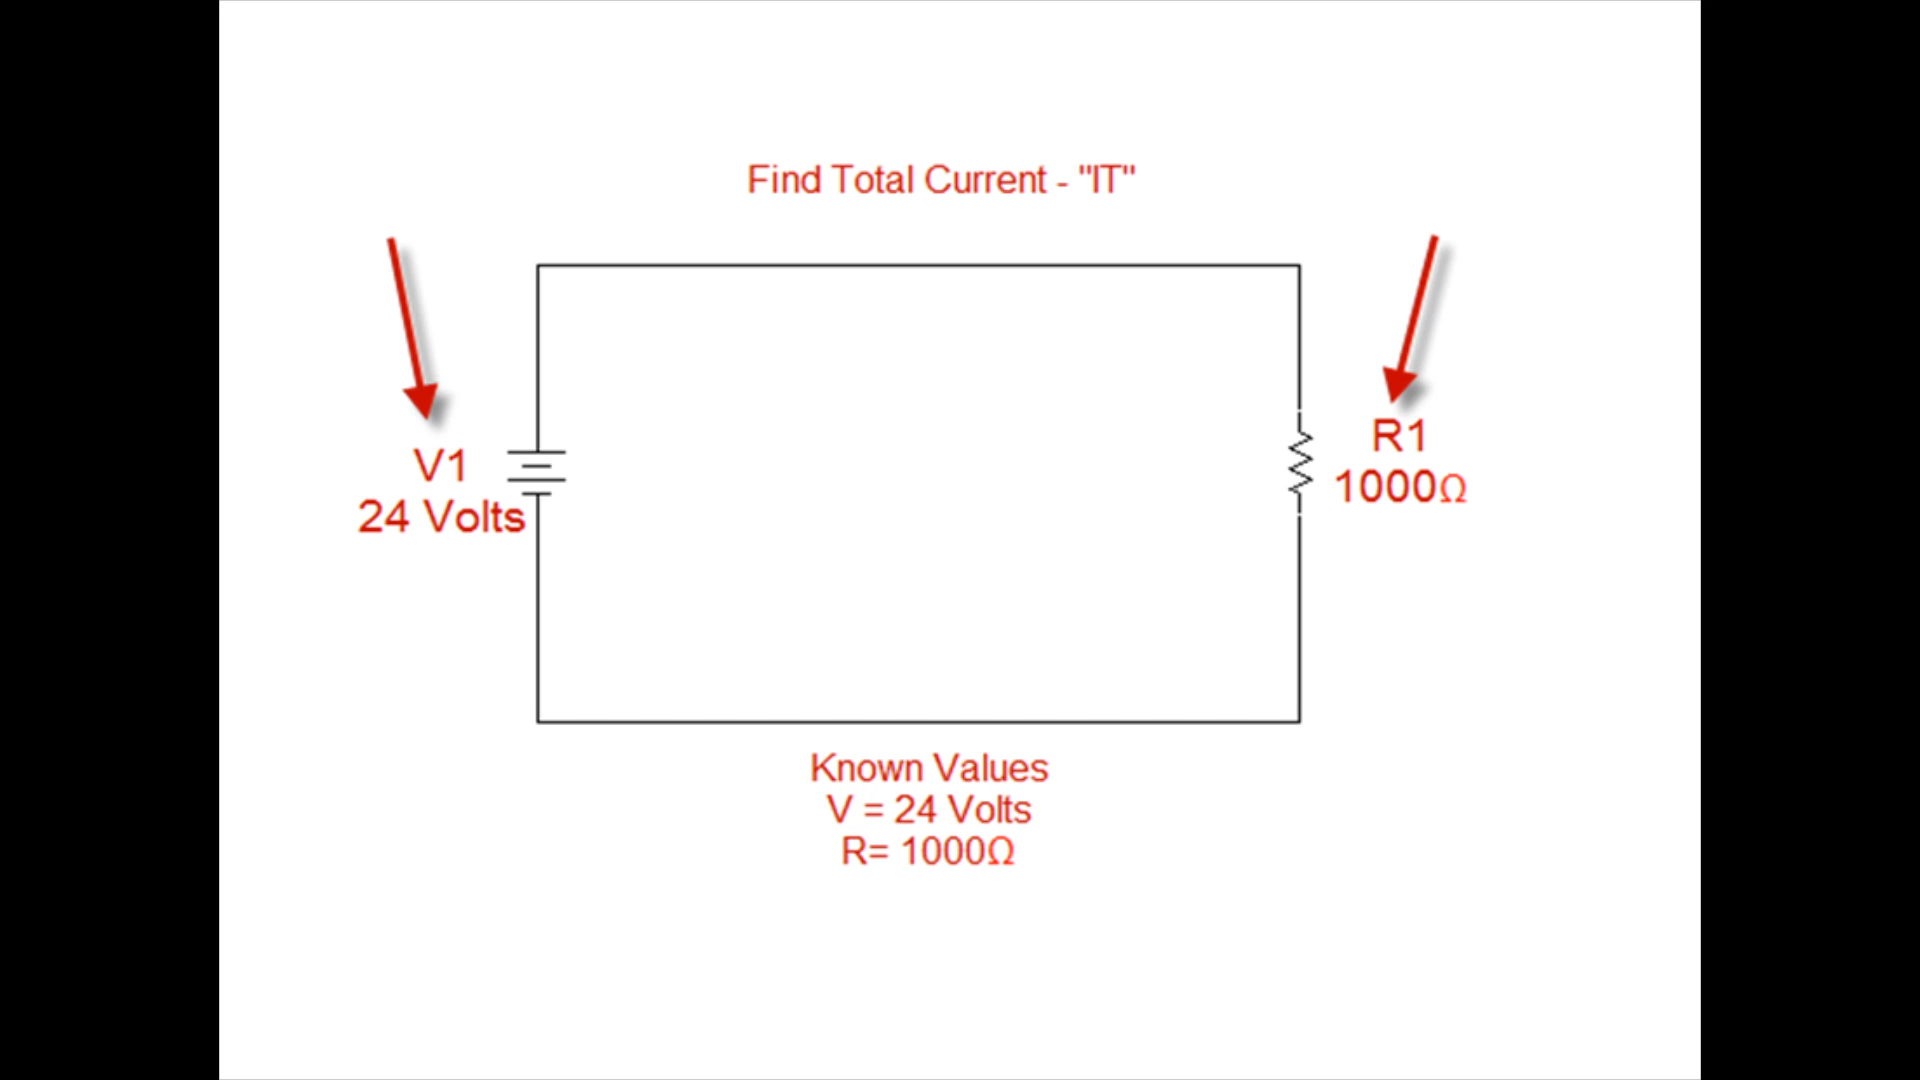 Find Total Current - "IT"
V1
24 Volts
R1
1000Ω
Known Values
V = 24 Volts
R= 1000Ω